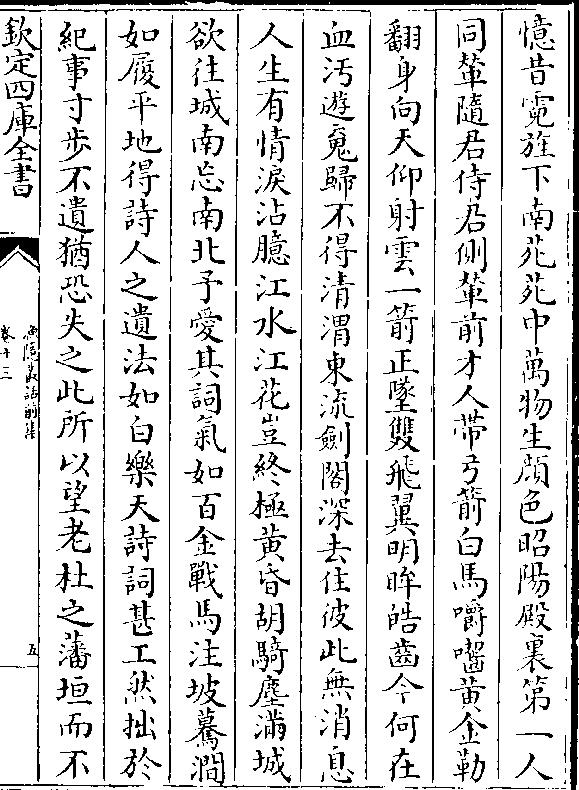 憶昔霓旌下南苑苑中萬物生顔色昭陽殿裏第一人
同輦隨君侍君側輦前才人帶弓箭白馬嚼囓黃金勒
翻身向天仰射雲一箭正墜雙飛翼明眸皓齒今何在
血汚遊䰟歸不得清渭東流劍閣深去住彼此無消息
人生有情淚沾臆江水江花豈終極黄昏胡騎塵滿城
欲往城南忘南北予愛其詞氣如百金戰馬注坡驀澗
如履平地得詩人之遺法如白樂天詩詞甚工然拙於
紀事寸步不遺猶恐失之此所以望老杜之藩垣而不
欽定四庫全書
漁隱叢話前集
卷十三
五